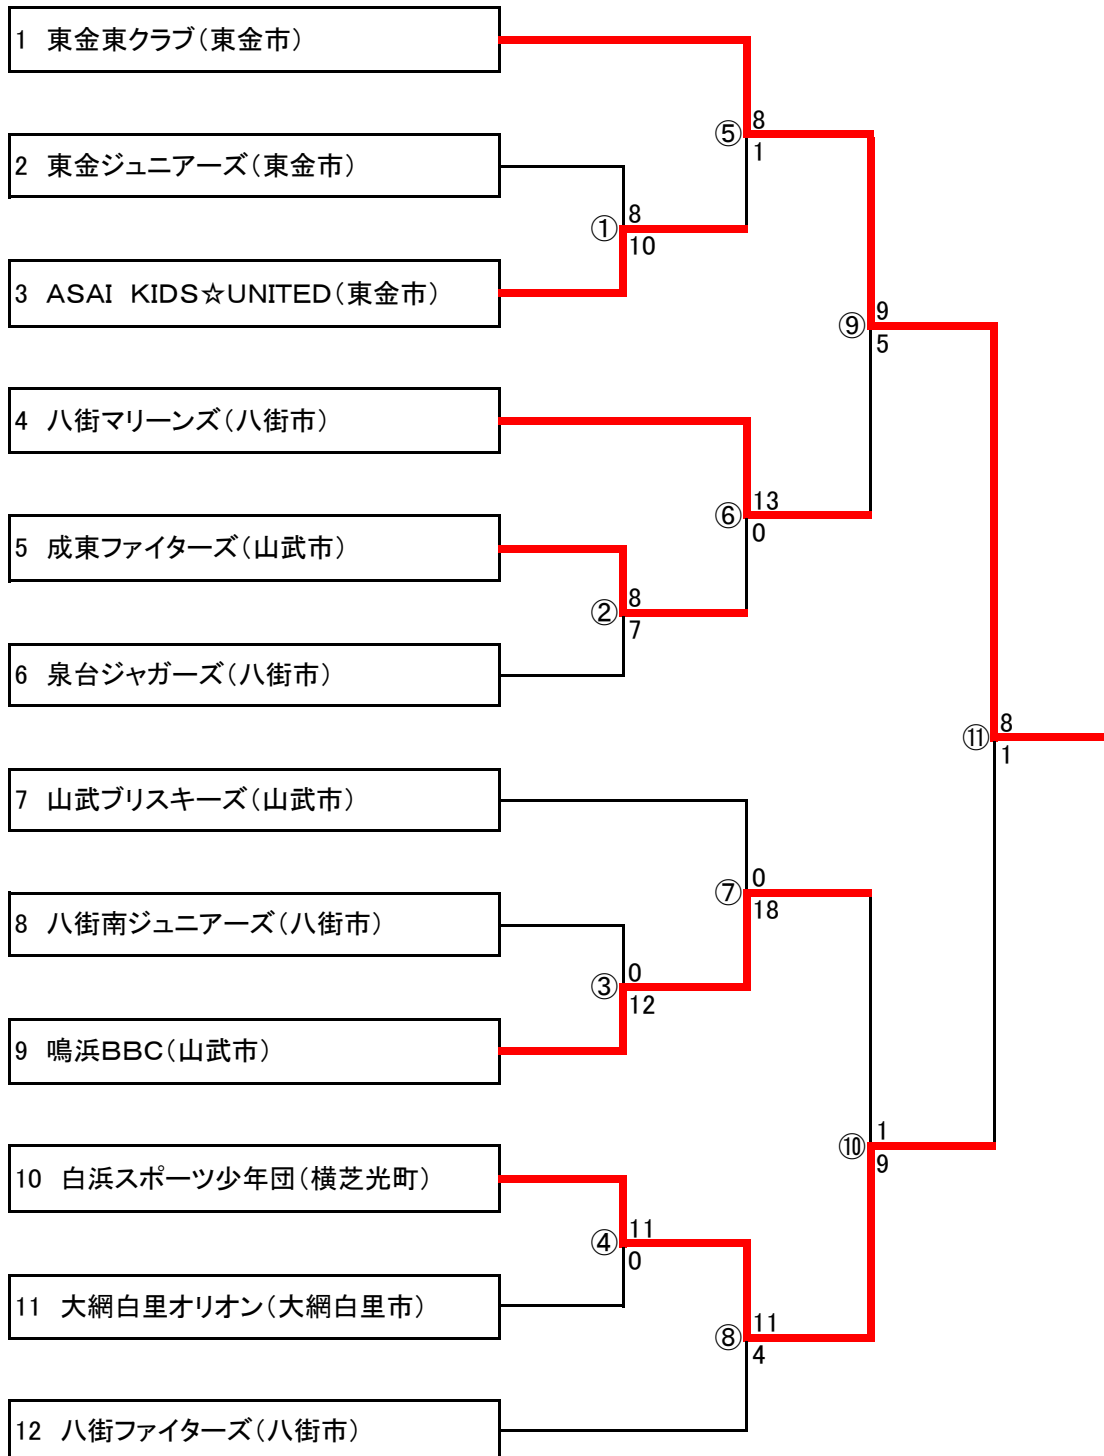 1 東金東クラブ(東金市)
8
⑤
1
2 東金ジュニアーズ(東金市)
8
①
10
3 ASAI KIDS☆UNITED(東金市)
9
⑨
5
4 八街マリーンズ(八街市)
13
⑥
0
5 成東ファイターズ(山武市)
8
②
7
6 泉台ジャガーズ(八街市)
8
⑪
1
7 山武ブリスキーズ(山武市)
0
⑦
18
8 八街南ジュニアーズ(八街市)
0
③
12
9 鳴浜BBC(山武市)
1
⑩
9
10 白浜スポーツ少年団(横芝光町)
11
④
0
11 大網白里オリオン(大網白里市)
11
⑧
4
12 八街ファイターズ(八街市)